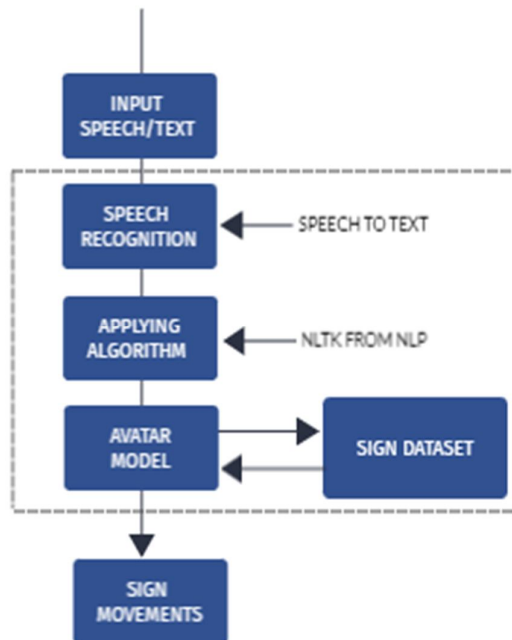 INPUT
SPEECH/TEXT
SPEECH
RECOGNITION
SPEECH TO TEXT
APPLYING
ALGORITHM
NLTK FROM NLP
AVATAR
MODEL
SIGN DATASET
SIGN
MOVEMENTS